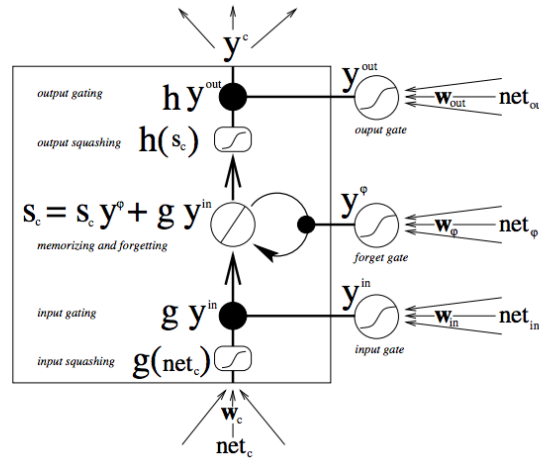 y^c
output gating
h y^out
y^out
w_out
net_ou
ouput gate
output squashing
h(s_c)
s_c = s_c y^φ + g y^in
memorizing and forgetting
y^φ
w_φ
net_φ
forget gate
input gating
g y^in
y^in
w_in
net_in
input gate
input squashing
g(net_c)
w_c
net_c